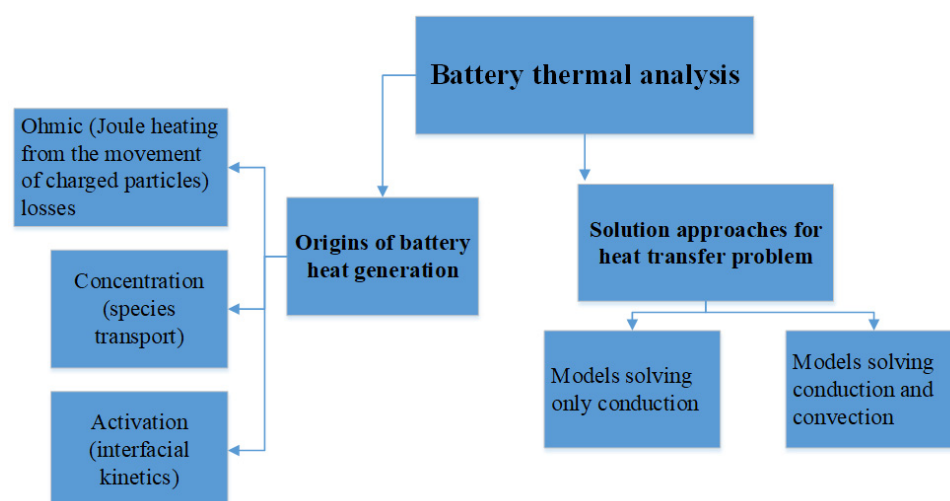 Battery thermal analysis
Ohmic (Joule heating
from the movement
of charged particles)
losses
Origins of battery
heat generation
Solution approaches for
heat transfer problem
Concentration
(species
transport)
Models solving
only conduction
Models solving
conduction and
convection
Activation
(interfacial
kinetics)